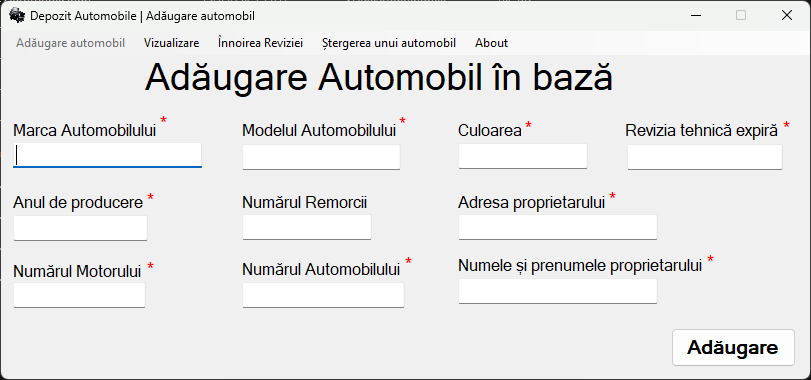 Depozit Automobile | Adăugare automobil
Adăugare automobil Vizualizare Înnoirea Reviziei Ștergerea unui automobil About
Adăugare Automobil în bază
Marca Automobilului * Modelul Automobilului * Culoarea * Revizia tehnică expiră *
Anul de producere * Numărul Remorcii Adresa proprietarului *
Numărul Motorului * Numărul Automobilului * Numele și prenumele proprietarului *
Adăugare